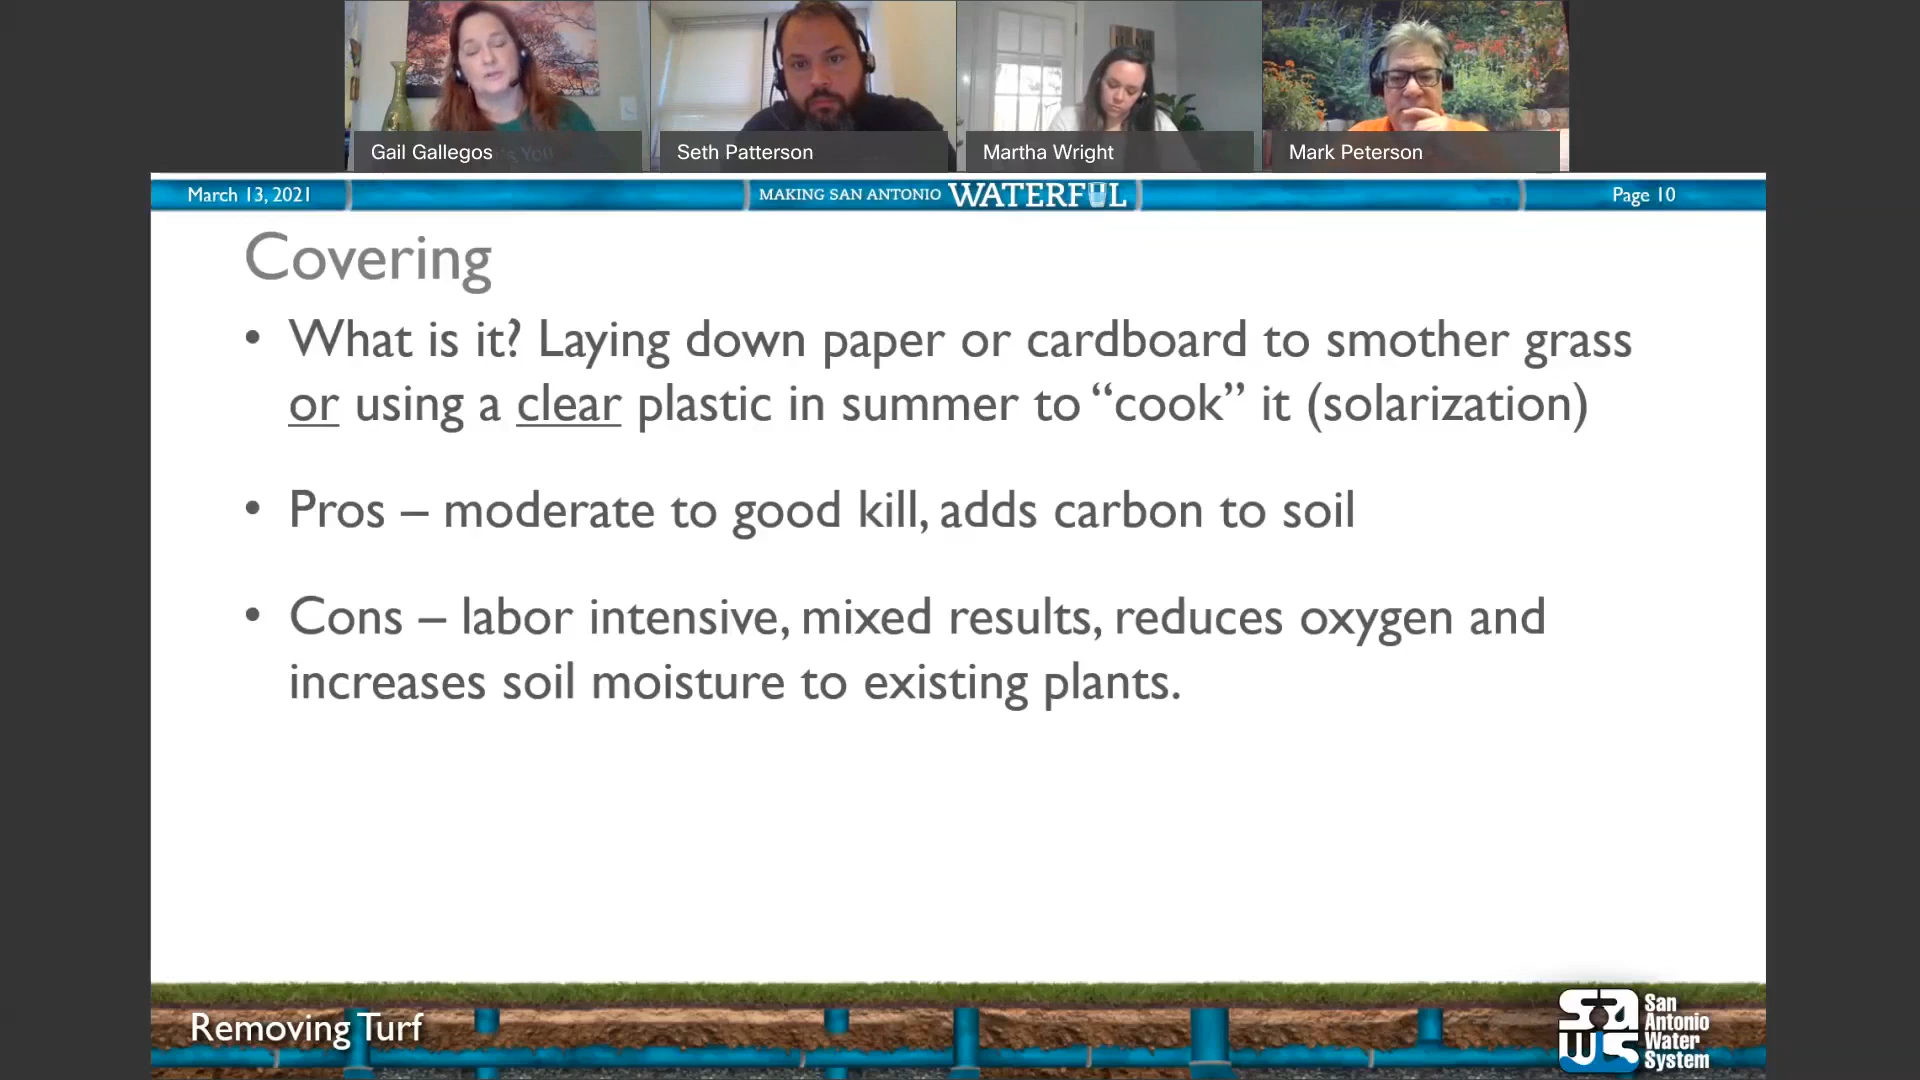 Gail Gallegos
Seth Patterson
Martha Wright
Mark Peterson
March 13, 2021
MAKING SAN ANTONIO WATERFUL
Page 10
Covering
• What is it? Laying down paper or cardboard to smother grass
or using a clear plastic in summer to “cook” it (solarization)
• Pros – moderate to good kill, adds carbon to soil
• Cons – labor intensive, mixed results, reduces oxygen and
increases soil moisture to existing plants.
Removing Turf
saws
San
Antonio
Water
System